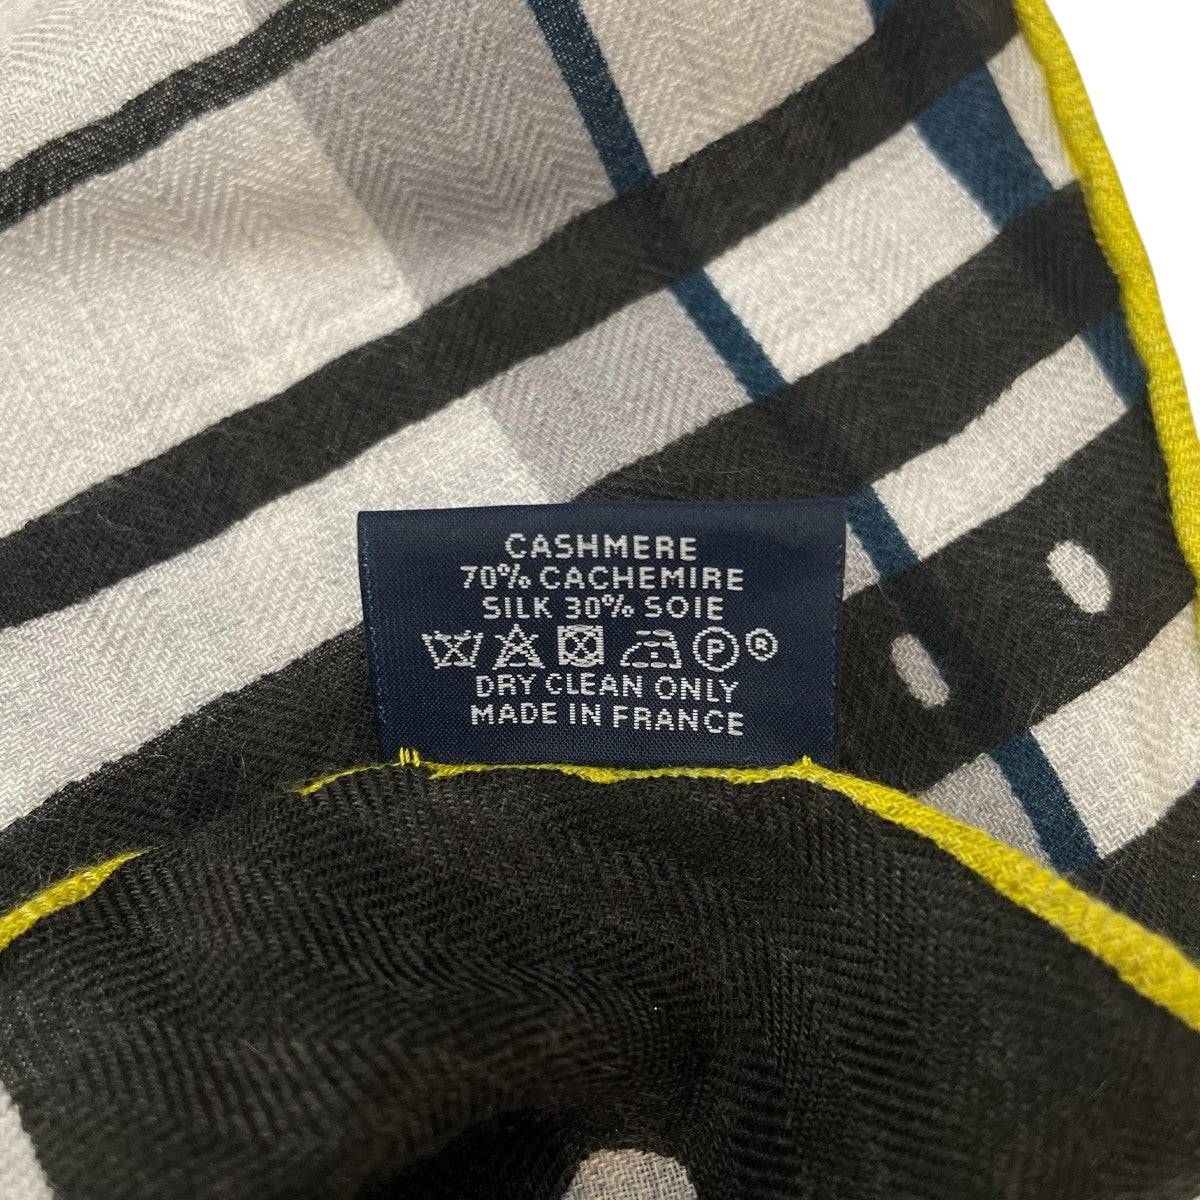 CASHMERE
70% CACHEMIRE
SILK 30% SOIE
P ®
DRY CLEAN ONLY
MADE IN FRANCE